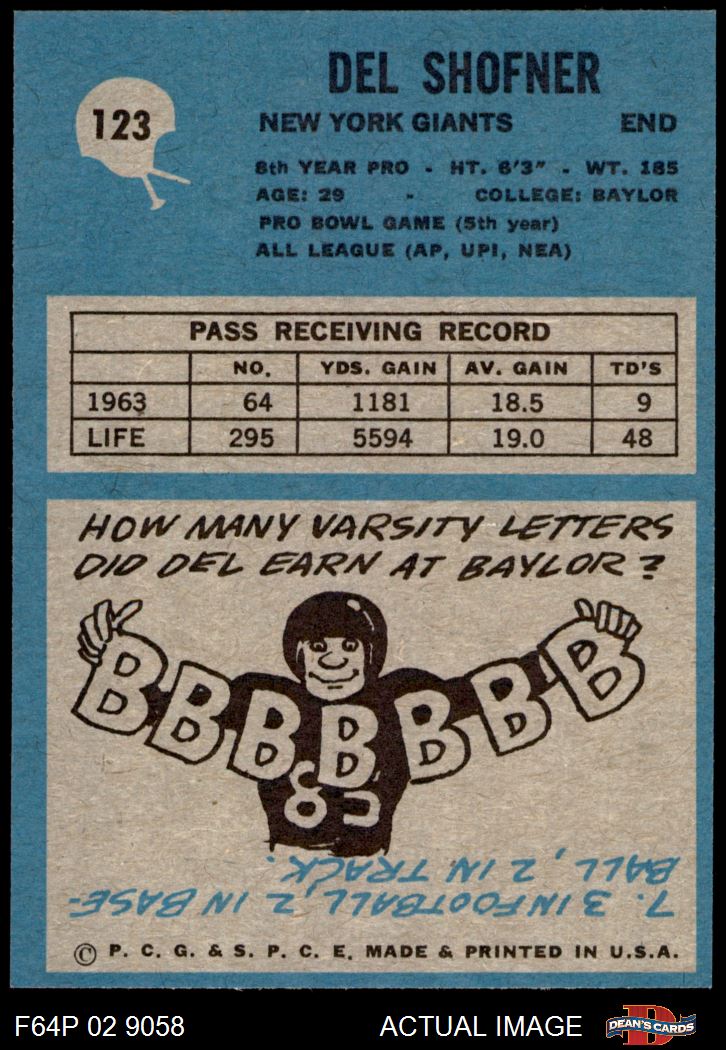 DEL SHOFNER
123
NEW YORK GIANTS END
8th YEAR PRO - HT. 6'3" - WT. 185
AGE: 29 - COLLEGE: BAYLOR
PRO BOWL GAME (5th year)
ALL LEAGUE (AP, UPI, NEA)
PASS RECEIVING RECORD
NO. YDS. GAIN AV. GAIN TD'S
1963 64 1181 18.5 9
LIFE 295 5594 19.0 48
HOW MANY VARSITY LETTERS
DID DEL EARN AT BAYLOR?
B B B B B B B
85
7. 3 IN FOOTBALL, 2 IN BASE-
BALL, 2 IN TRACK.
© P. C. G. & S. P. C. E. MADE & PRINTED IN U.S.A.
F64P 02 9058 ACTUAL IMAGE
D
DEAN'S CARDS